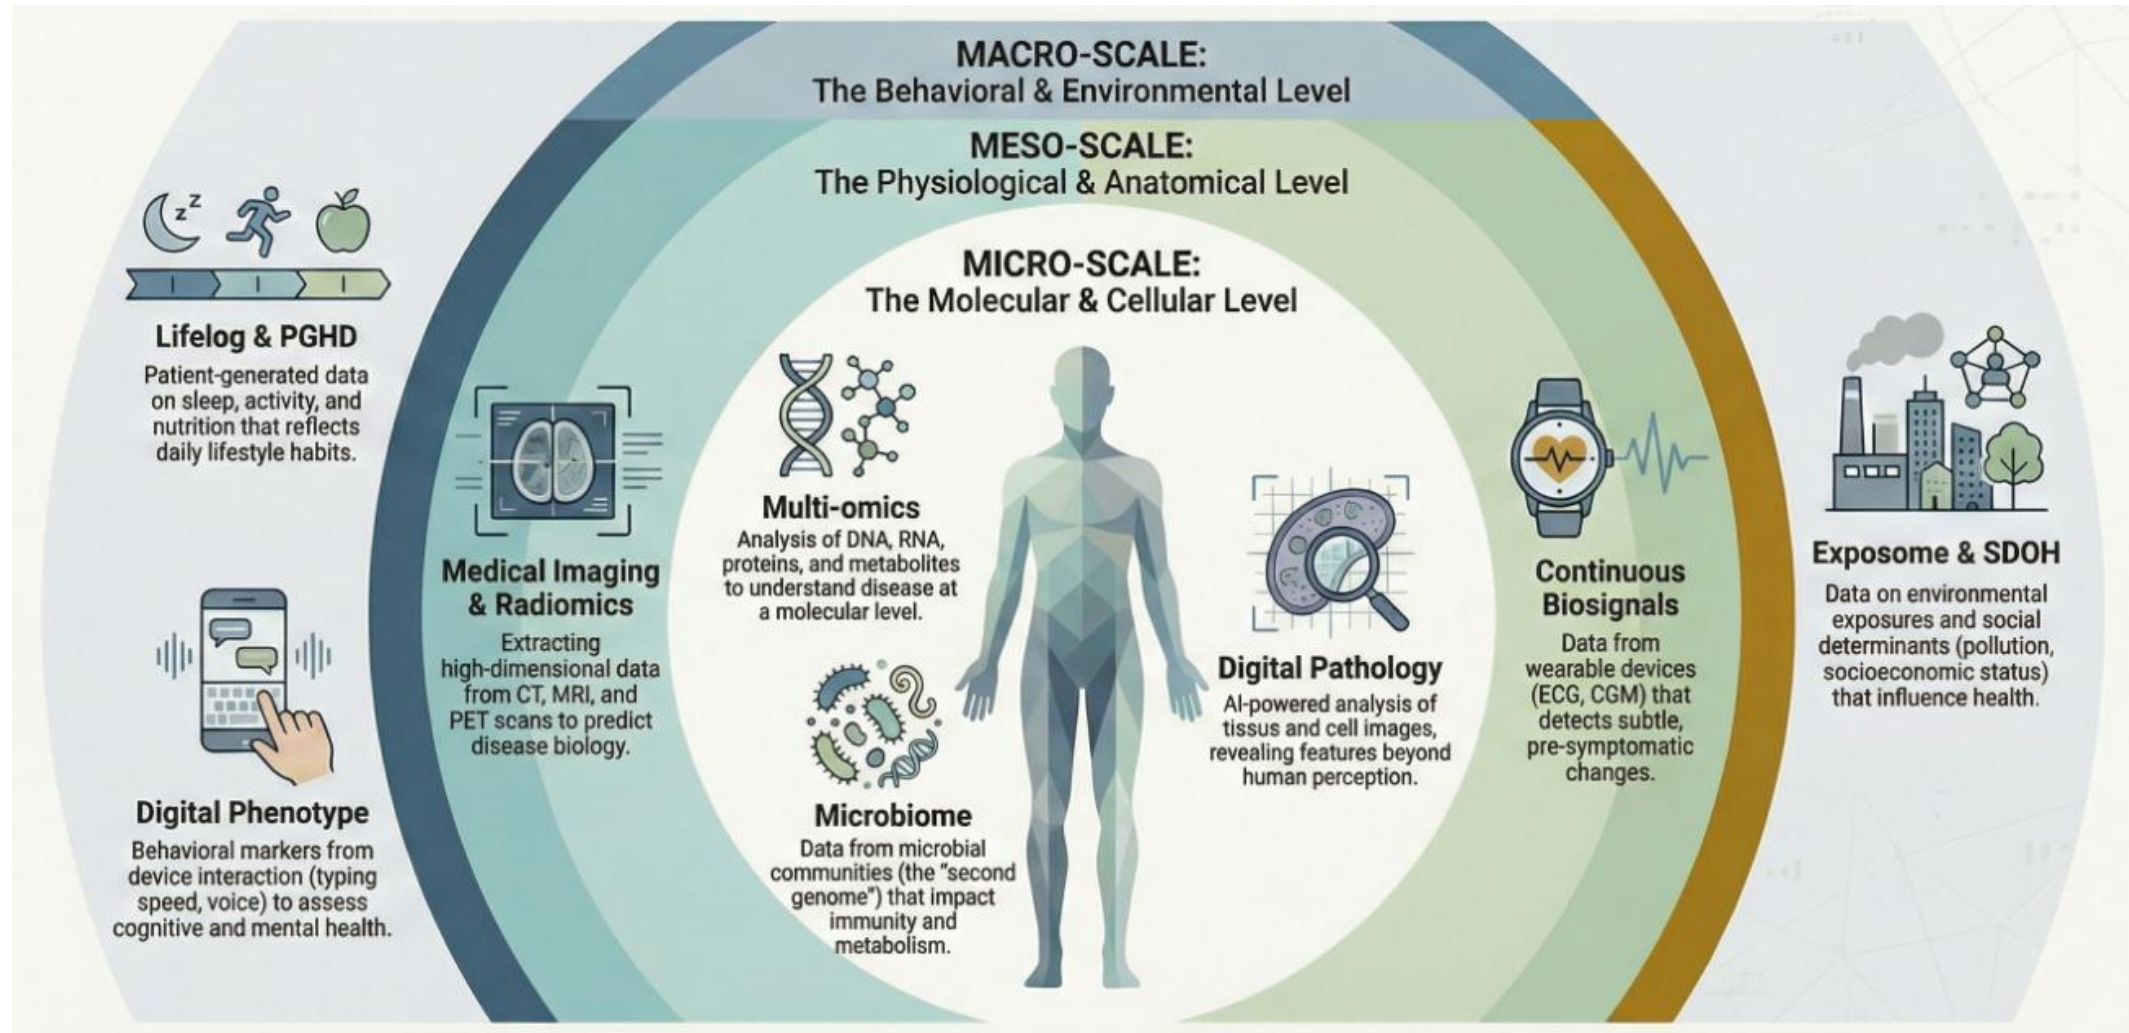 MACRO-SCALE:
The Behavioral & Environmental Level
MESO-SCALE:
The Physiological & Anatomical Level
MICRO-SCALE:
The Molecular & Cellular Level
z z
Lifelog & PGHD
Patient-generated data
on sleep, activity, and
nutrition that reflects
daily lifestyle habits.
Digital Phenotype
Behavioral markers from
device interaction (typing
speed, voice) to assess
cognitive and mental health.
Medical Imaging
& Radiomics
Extracting
high-dimensional data
from CT, MRI, and
PET scans to predict
disease biology.
Multi-omics
Analysis of DNA, RNA,
proteins, and metabolites
to understand disease at
a molecular level.
Microbiome
Data from microbial
communities (the "second
genome") that impact
immunity and
metabolism.
Digital Pathology
AI-powered analysis of
tissue and cell images,
revealing features beyond
human perception.
Continuous
Biosignals
Data from
wearable devices
(ECG, CGM) that
detects subtle,
pre-symptomatic
changes.
Exposome & SDOH
Data on environmental
exposures and social
determinants (pollution,
socioeconomic status)
that influence health.